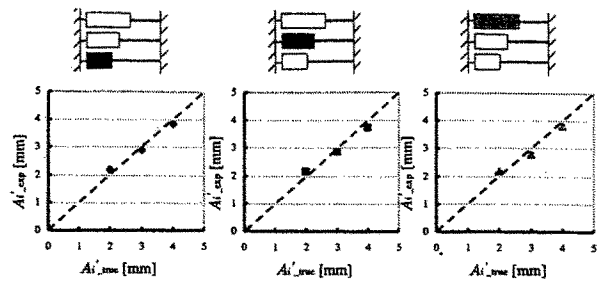 5 5 5
4 4 4
3 3 3
2 2 2
1 1 1
0 0 0
0 1 2 3 4 5 0 1 2 3 4 5 0 1 2 3 4 5
Ai'_exp [mm] Ai'_exp [mm] Ai'_exp [mm]
Ai'_true [mm] Ai'_true [mm] Ai'_true [mm]